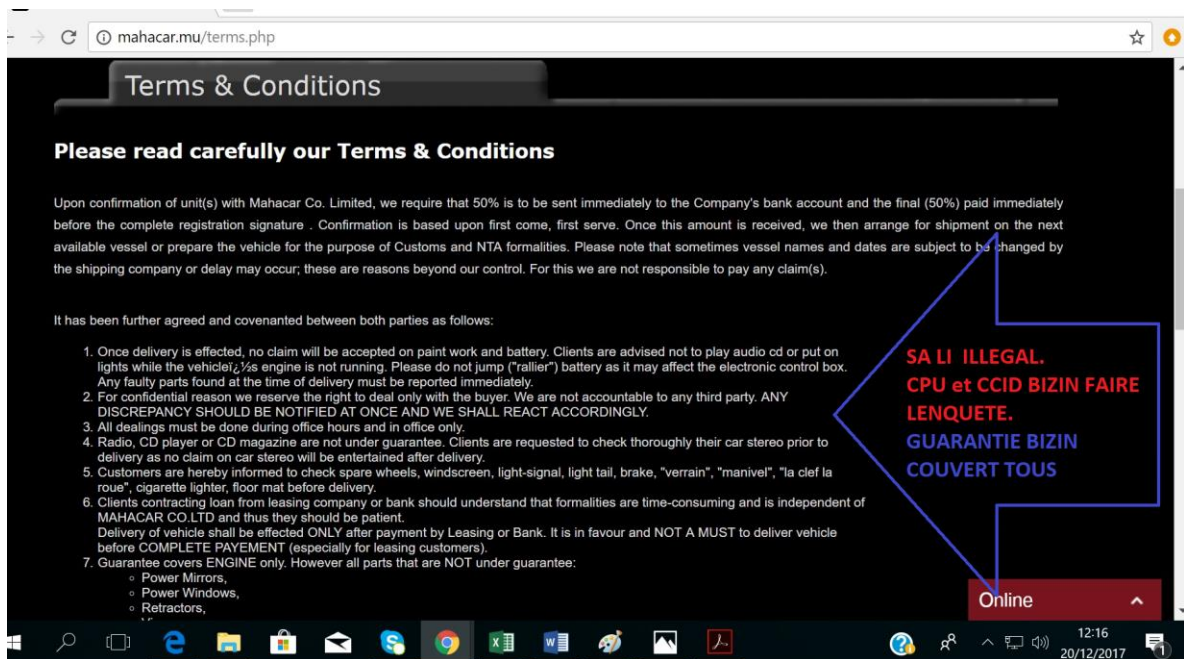 mahacar.mu/terms.php
Terms & Conditions
Please read carefully our Terms & Conditions
Upon confirmation of unit(s) with Mahacar Co. Limited, we require that 50% is to be sent immediately to the Company's bank account and the final (50%) paid immediately
before the complete registration signature . Confirmation is based upon first come, first serve. Once this amount is received, we then arrange for shipment on the next
available vessel or prepare the vehicle for the purpose of Customs and NTA formalities. Please note that sometimes vessel names and dates are subject to be changed by
the shipping company or delay may occur; these are reasons beyond our control. For this we are not responsible to pay any claim(s).
It has been further agreed and covenanted between both parties as follows:
1. Once delivery is effected, no claim will be accepted on paint work and battery. Clients are advised not to play audio cd or put on
lights while the vehicleï¿½s engine is not running. Please do not jump ("rallier") battery as it may affect the electronic control box.
Any faulty parts found at the time of delivery must be reported immediately.
2. For confidential reason we reserve the right to deal only with the buyer. We are not accountable to any third party. ANY
DISCREPANCY SHOULD BE NOTIFIED AT ONCE AND WE SHALL REACT ACCORDINGLY.
3. All dealings must be done during office hours and in office only.
4. Radio, CD player or CD magazine are not under guarantee. Clients are requested to check thoroughly their car stereo prior to
delivery as no claim on car stereo will be entertained after delivery.
5. Customers are hereby informed to check spare wheels, windscreen, light-signal, light tail, brake, "verrain", "manivel", "la clef la
roue", cigarette lighter, floor mat before delivery.
6. Clients contracting loan from leasing company or bank should understand that formalities are time-consuming and is independent of
MAHACAR CO.LTD and thus they should be patient.
Delivery of vehicle shall be effected ONLY after payment by Leasing or Bank. It is in favour and NOT A MUST to deliver vehicle
before COMPLETE PAYEMENT (especially for leasing customers).
7. Guarantee covers ENGINE only. However all parts that are NOT under guarantee:
Power Mirrors,
Power Windows,
Retractors,
SA LI ILLEGAL.
CPU et CCID BIZIN FAIRE
LENQUETE.
GUARANTIE BIZIN
COUVERT TOUS
Online
12:16
20/12/2017